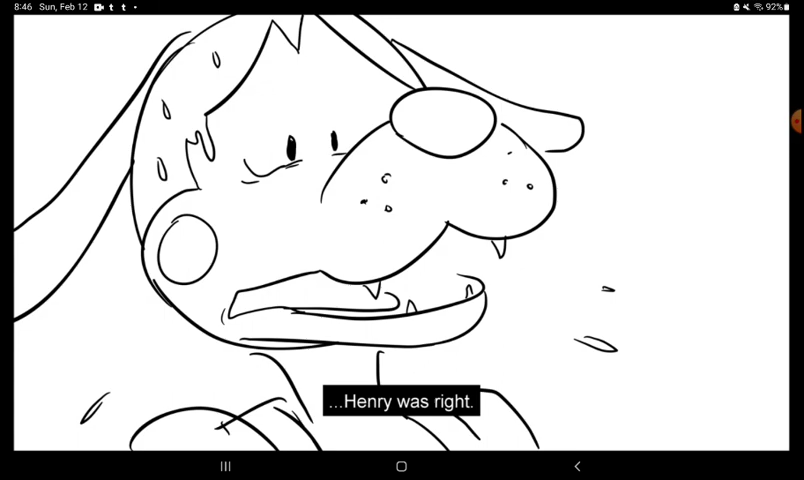 8:46 Sun, Feb 12 t t • 92%
...Henry was right.